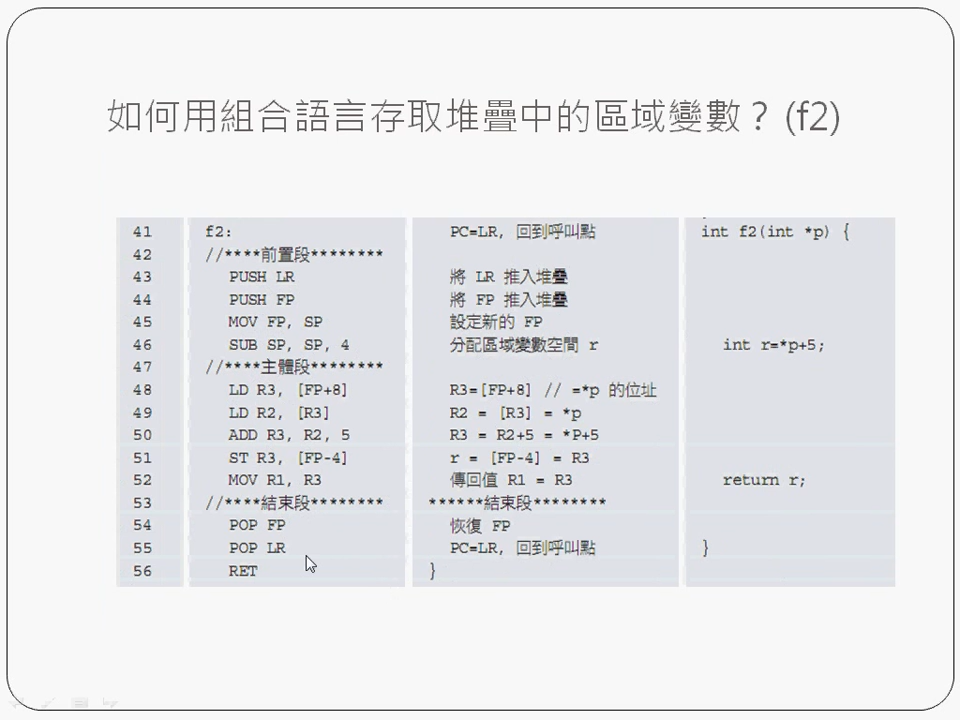 如何用組合語言存取堆疊中的區域變數？(f2)
41 f2: PC=LR, 回到呼叫點 int f2(int *p) {
42 //****前置段********
43 PUSH LR 將 LR 推入堆疊
44 PUSH FP 將 FP 推入堆疊
45 MOV FP, SP 設定新的 FP
46 SUB SP, SP, 4 分配區域變數空間 r int r=*p+5;
47 //****主體段********
48 LD R3, [FP+8] R3=[FP+8] // =*p 的位址
49 LD R2, [R3] R2 = [R3] = *p
50 ADD R3, R2, 5 R3 = R2+5 = *P+5
51 ST R3, [FP-4] r = [FP-4] = R3
52 MOV R1, R3 傳回值 R1 = R3 return r;
53 //****結束段******** ******結束段********
54 POP FP 恢復 FP
55 POP LR PC=LR, 回到呼叫點 }
56 RET }